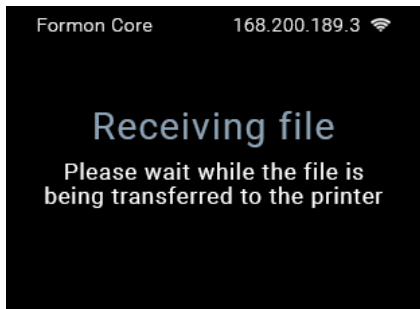 Formon Core 168.200.189.3
Receiving file
Please wait while the file is
being transferred to the printer